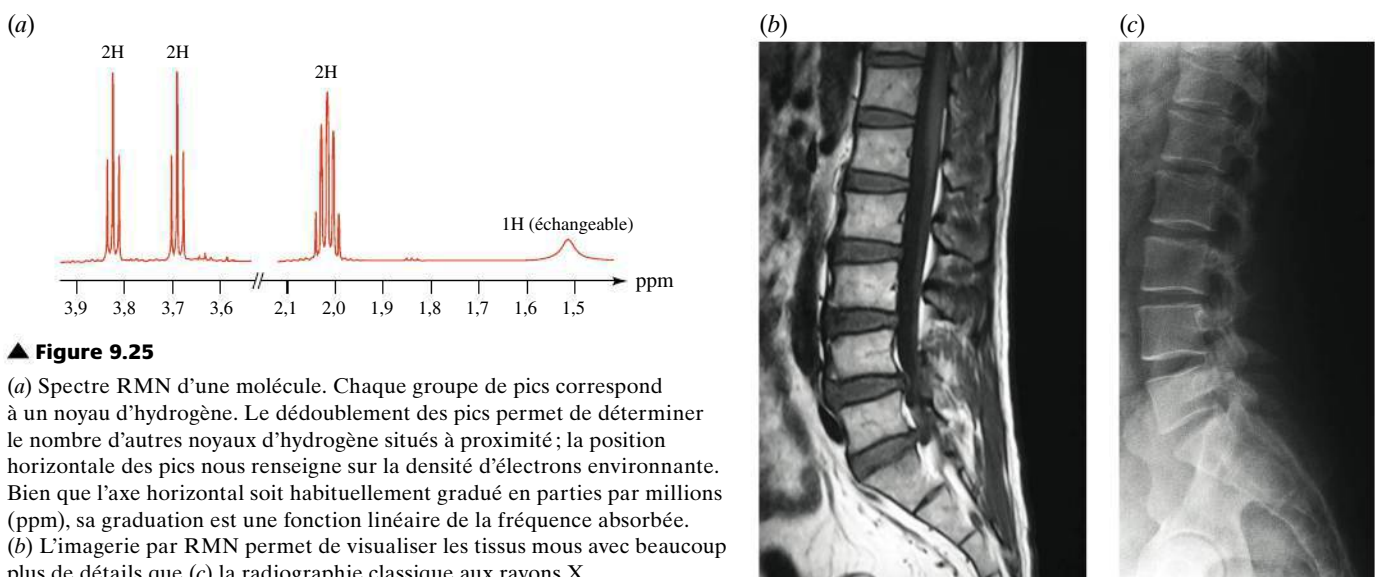 (a)
2H
2H
2H
1H (échangeable)
ppm
3,9 3,8 3,7 3,6 2,1 2,0 1,9 1,8 1,7 1,6 1,5
▲ Figure 9.25
(a) Spectre RMN d'une molécule. Chaque groupe de pics correspond
à un noyau d'hydrogène. Le dédoublement des pics permet de déterminer
le nombre d'autres noyaux d'hydrogène situés à proximité ; la position
horizontale des pics nous renseigne sur la densité d'électrons environnante.
Bien que l'axe horizontal soit habituellement gradué en parties par millions
(ppm), sa graduation est une fonction linéaire de la fréquence absorbée.
(b) L'imagerie par RMN permet de visualiser les tissus mous avec beaucoup
plus de détails que (c) la radiographie classique aux rayons X.
(b)
(c)